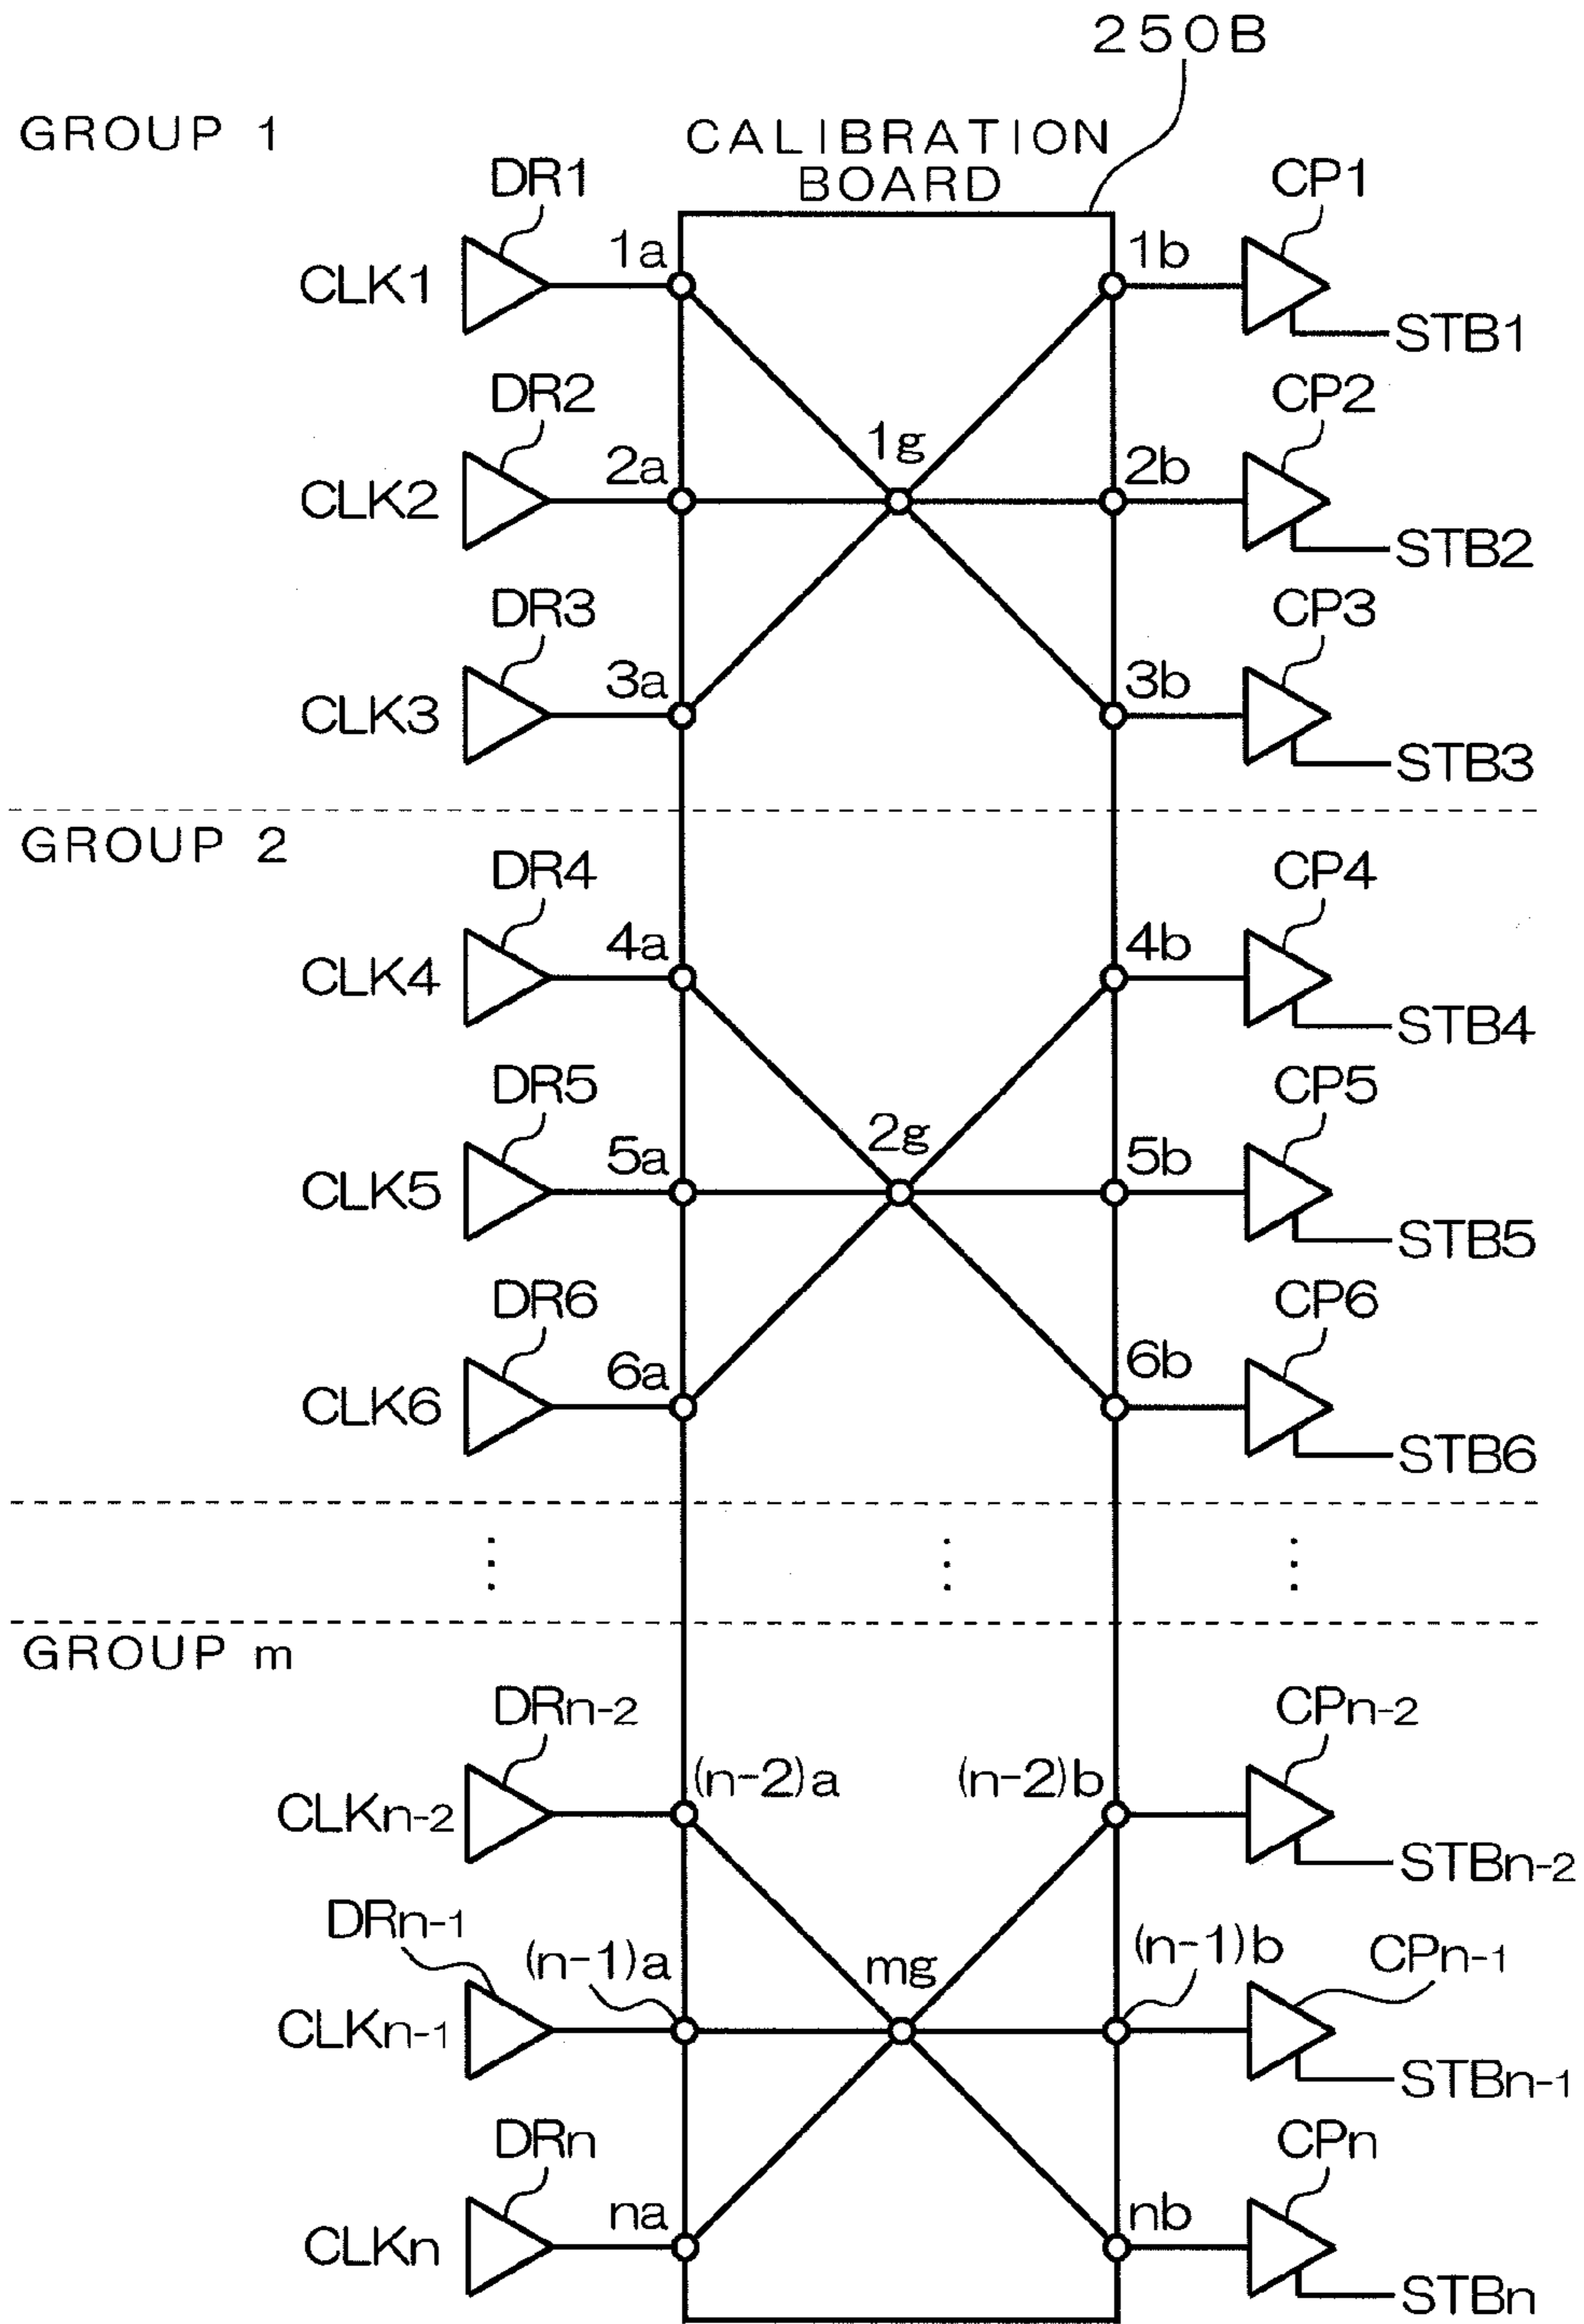 250B
GROUP 1
CALIBRATION
BOARD
DR1
CP1
1a
1b
CLK1
STB1
DR2
CP2
1g
2a
2b
CLK2
STB2
DR3
CP3
3a
3b
CLK3
STB3
GROUP 2
DR4
CP4
4a
4b
CLK4
STB4
DR5
CP5
2g
5a
5b
CLK5
STB5
DR6
CP6
6a
6b
CLK6
STB6
GROUP m
DRn-2
CPn-2
(n-2)a
(n-2)b
CLKn-2
STBn-2
DRn-1
(n-1)a
mg
(n-1)b
CPn-1
CLKn-1
STBn-1
DRn
CPn
na
nb
CLKn
STBn